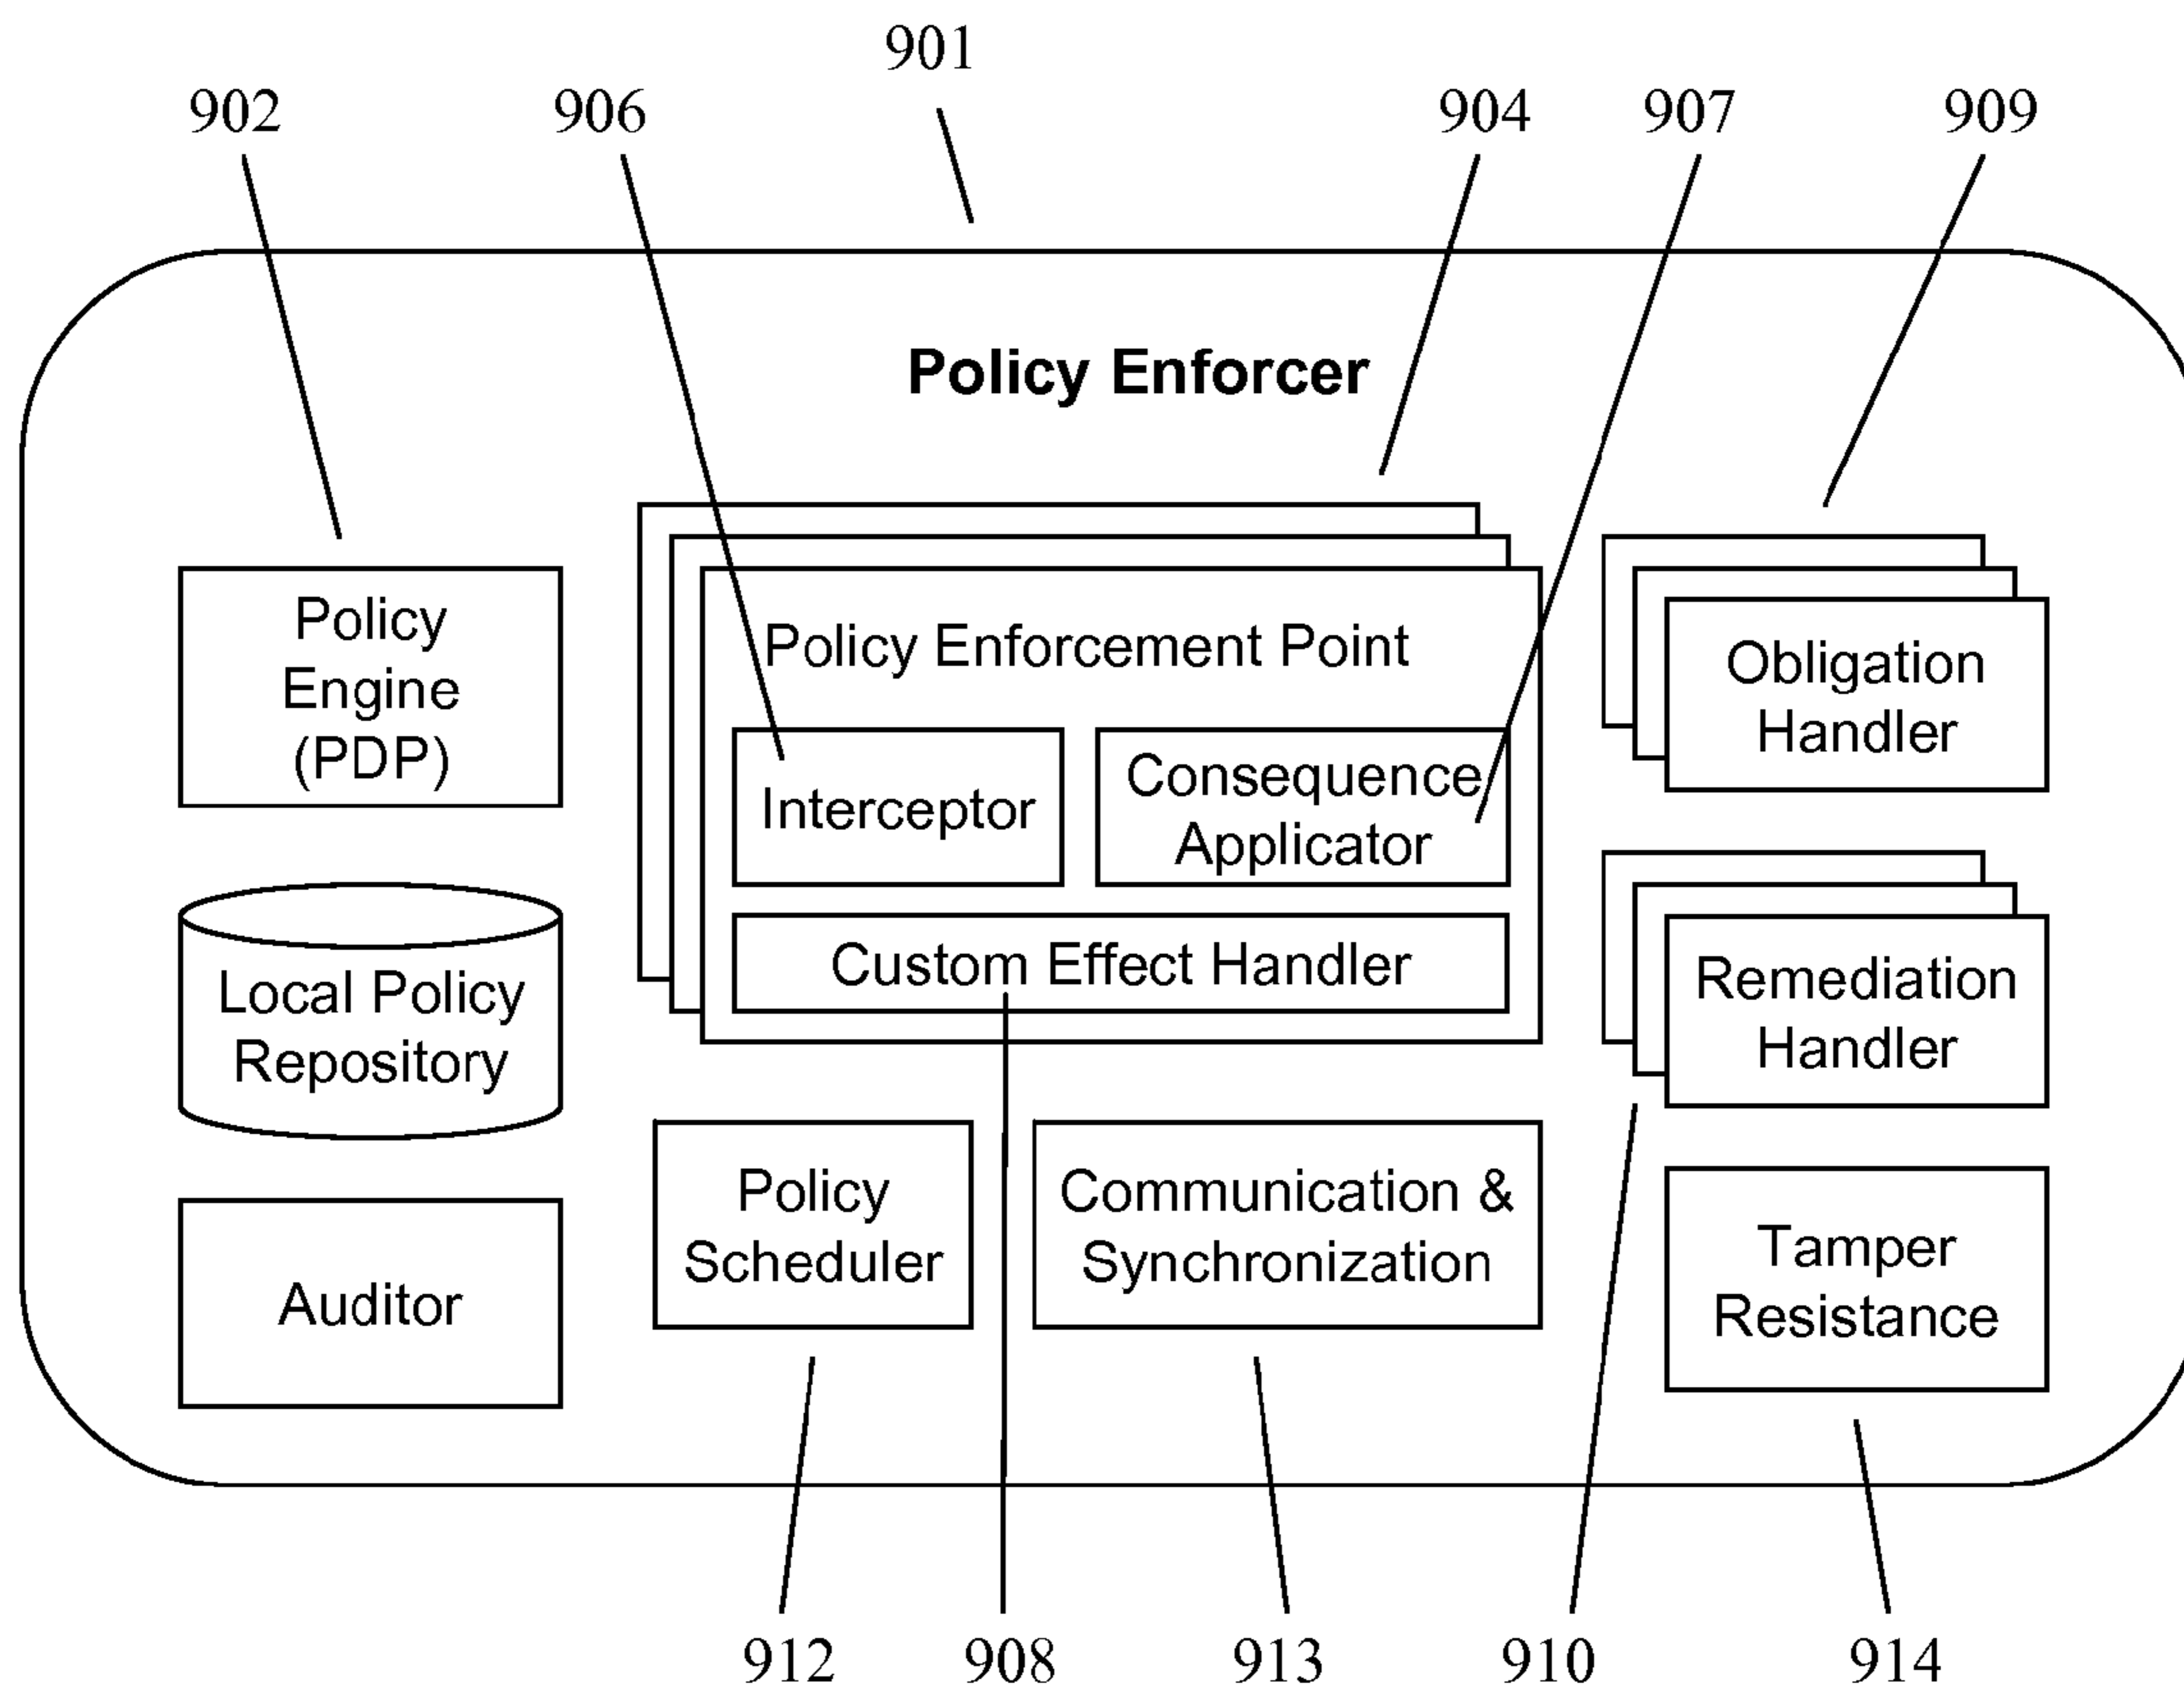 901
902
906
904
907
909
Policy Enforcer
Policy
Engine
(PDP)
Policy Enforcement Point
Interceptor
Consequence
Applicator
Custom Effect Handler
Obligation
Handler
Local Policy
Repository
Remediation
Handler
Auditor
Policy
Scheduler
Communication &
Synchronization
Tamper
Resistance
912
908
913
910
914